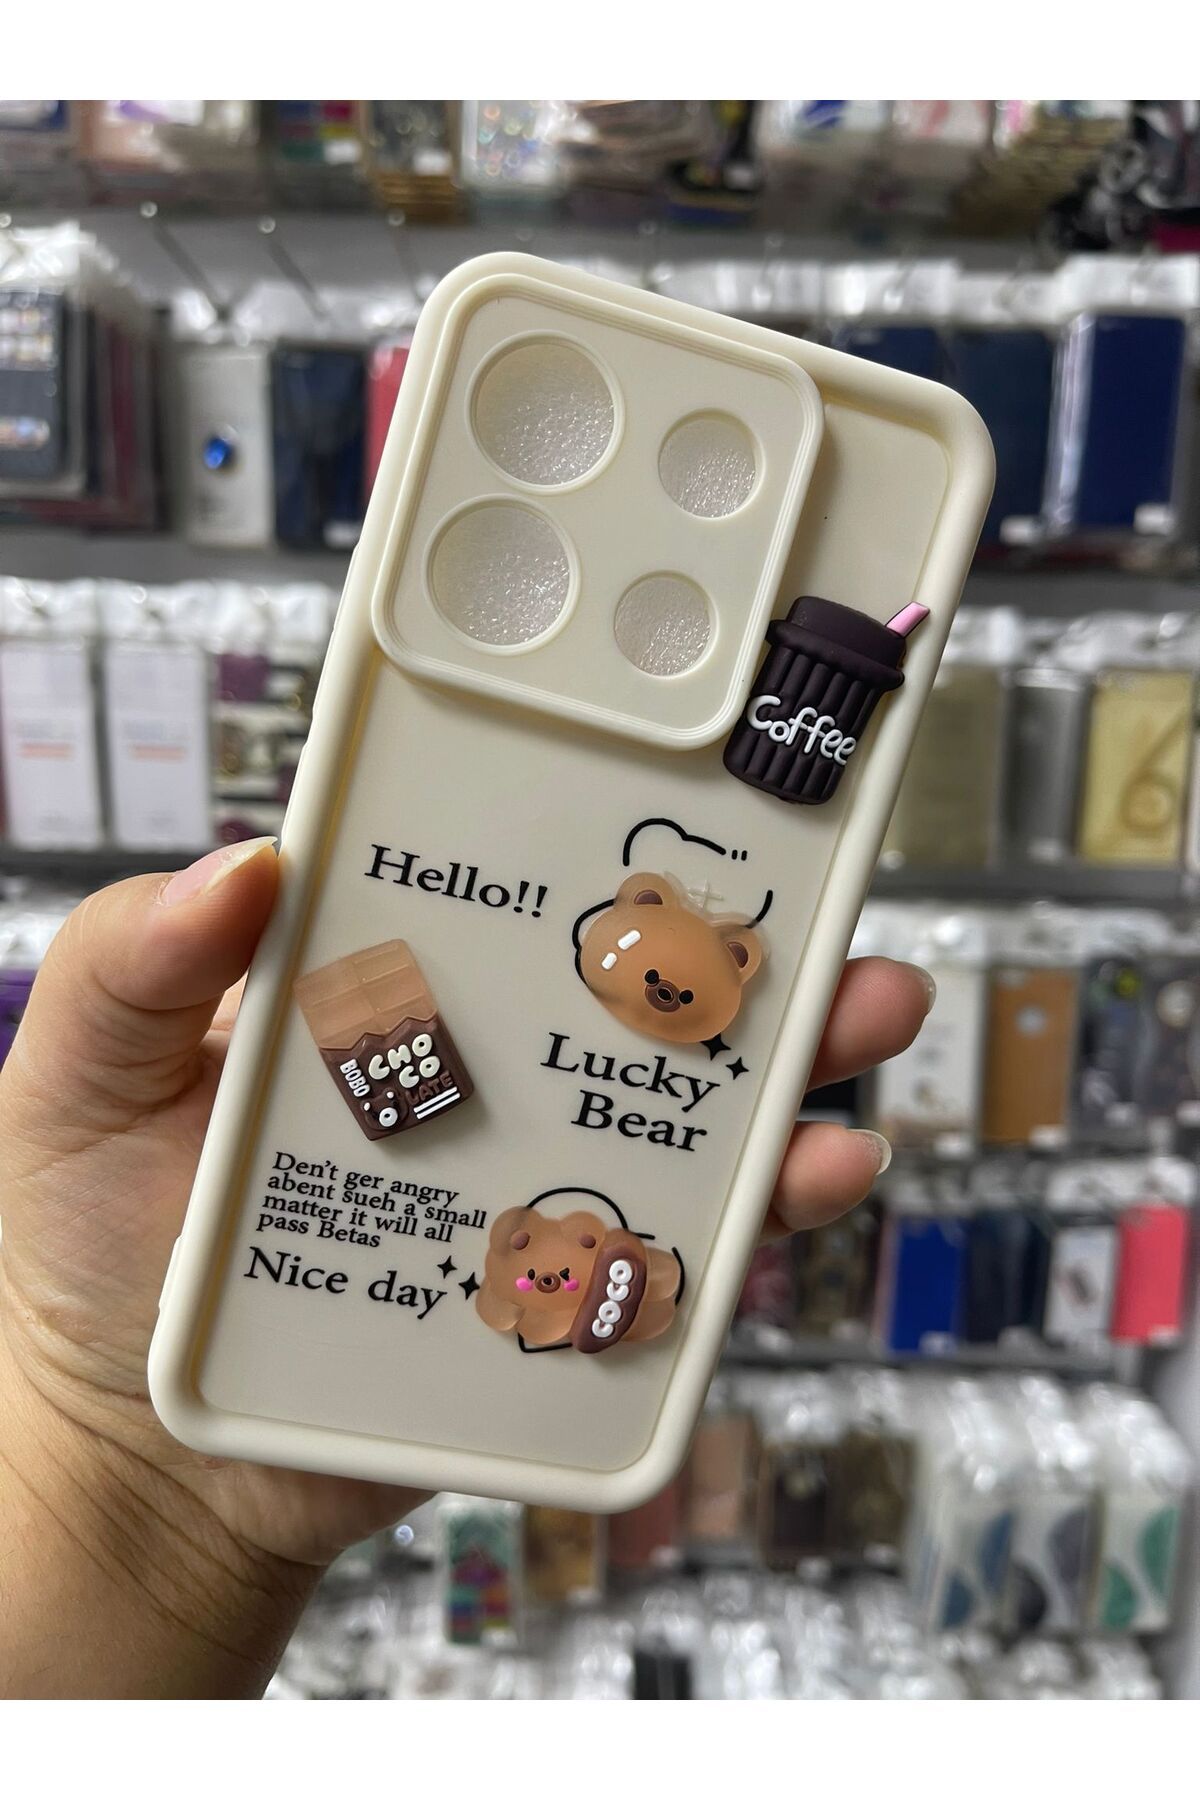 Coffee
Hello!!
Lucky
Bear
CHO
CO
LATE
BOBO
Den't ger angry
abent sueh a small
matter it will all
pass Betas
Nice day
COCO